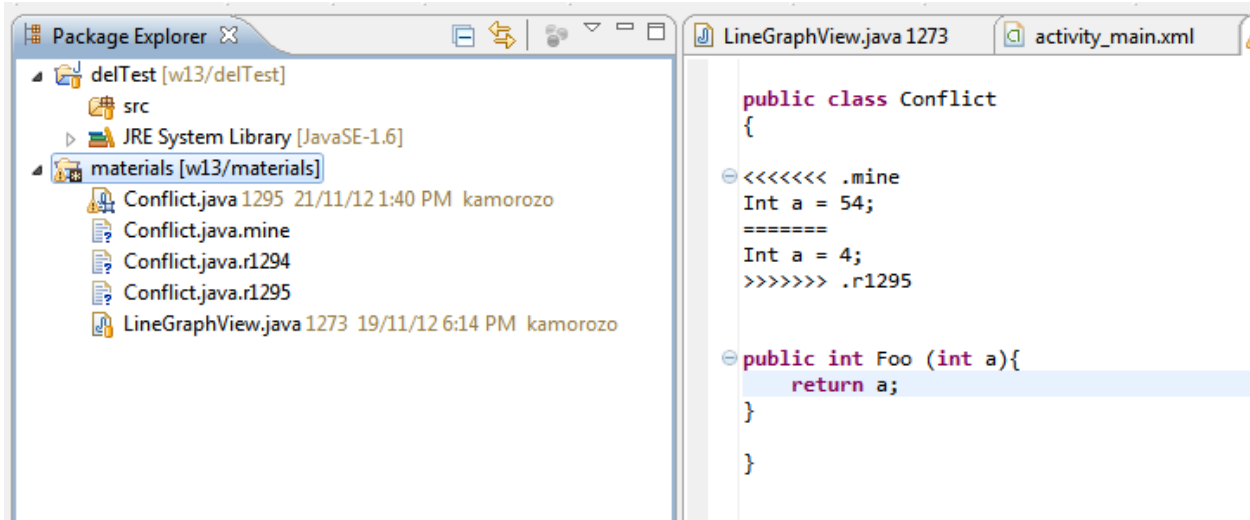 Package Explorer
delTest [w13/delTest]
src
JRE System Library [JavaSE-1.6]
materials [w13/materials]
Conflict.java 1295 21/11/12 1:40 PM kamorozo
Conflict.java.mine
Conflict.java.r1294
Conflict.java.r1295
LineGraphView.java 1273 19/11/12 6:14 PM kamorozo
LineGraphView.java 1273
activity_main.xml
public class Conflict
{
<<<<<<< .mine
Int a = 54;
=======
Int a = 4;
>>>>>>> .r1295
public int Foo (int a){
return a;
}
}